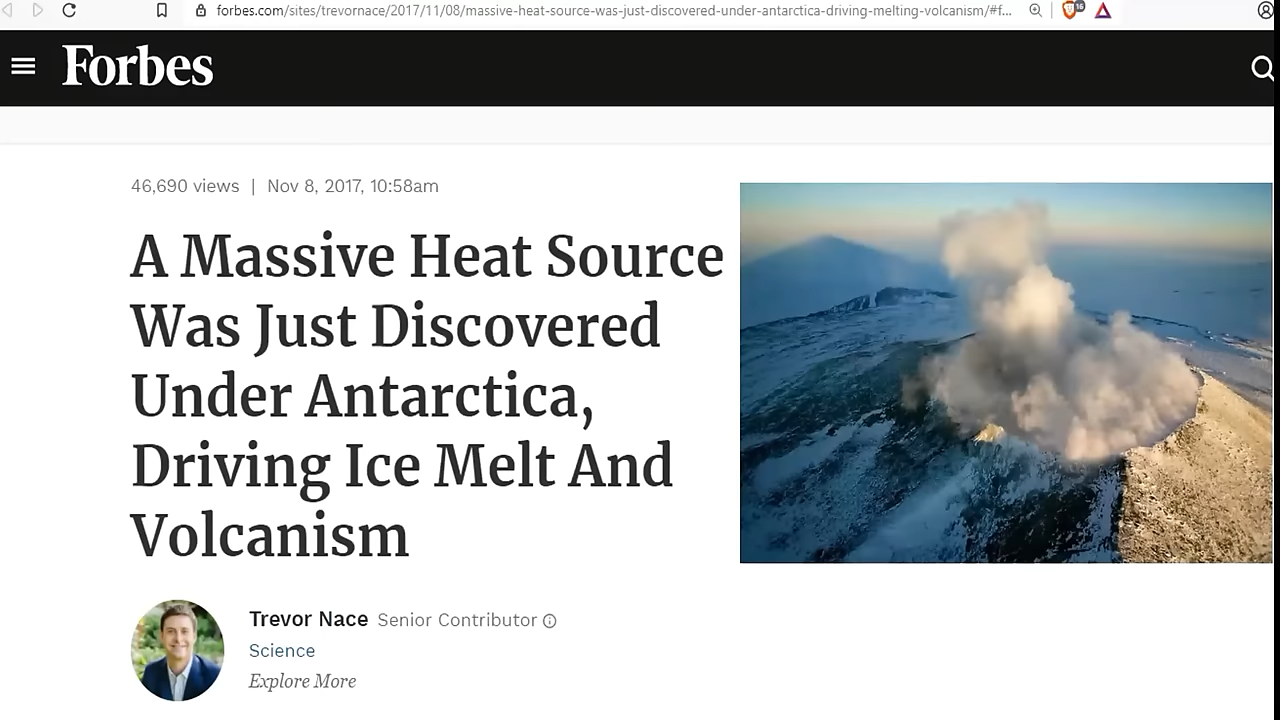 forbes.com/sites/trevornace/2017/11/08/massive-heat-source-was-just-discovered-under-antarctica-driving-melting-volcanism/#f...
16
Forbes
46,690 views | Nov 8, 2017, 10:58am
A Massive Heat Source
Was Just Discovered
Under Antarctica,
Driving Ice Melt And
Volcanism
Trevor Nace Senior Contributor
Science
Explore More